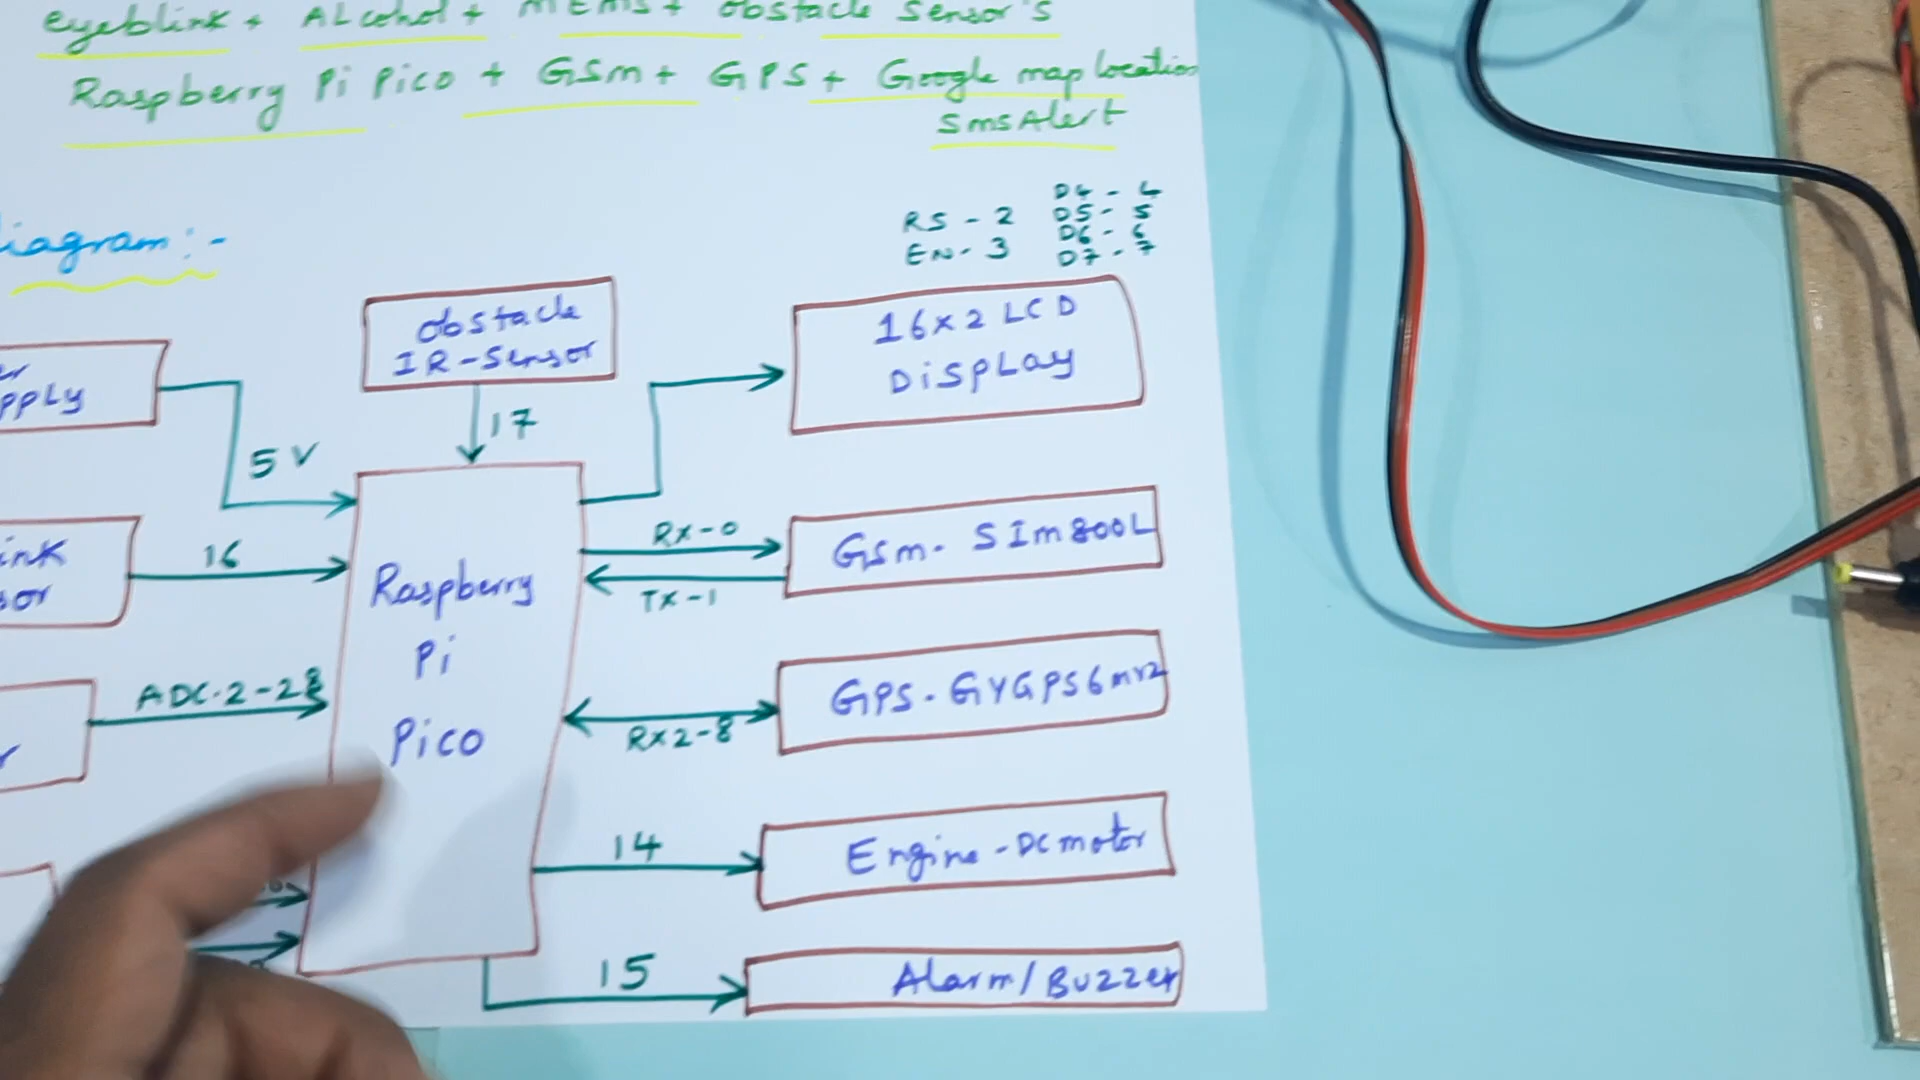 eyeblink + ALcohol + MEMS + obstacle Sensor's
Raspberry Pi Pico + GSm + GPS + Google map location
SmsAlert
RS - 2
EN - 3
D4 - 4
D5 - 5
D6 - 6
D7 - 7
iagram:-
obstacle
IR-Sensor
17
16x2 LCD
DispLay
er
ppLy
5V
ink
sor
16
Raspberry
Pi
Pico
Rx-0
Tx-1
Gsm- SIm800L
ADC-2-28
r
Rx2-8
GPS-GYGPS6mv2
14
Engine-DC motor
15
Alarm/Buzzer